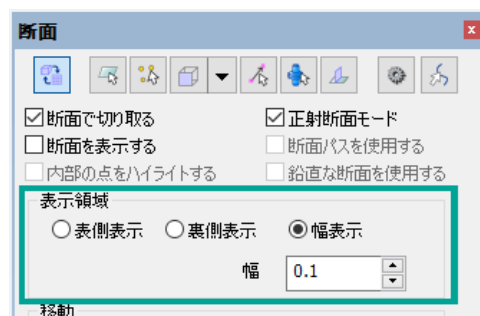 断面
断面で切り取る 正射断面モード
断面を表示する 断面パスを使用する
内部の点をハイライトする 鉛直な断面を使用する
表示領域
表側表示 裏側表示 幅表示
幅 0.1
移動